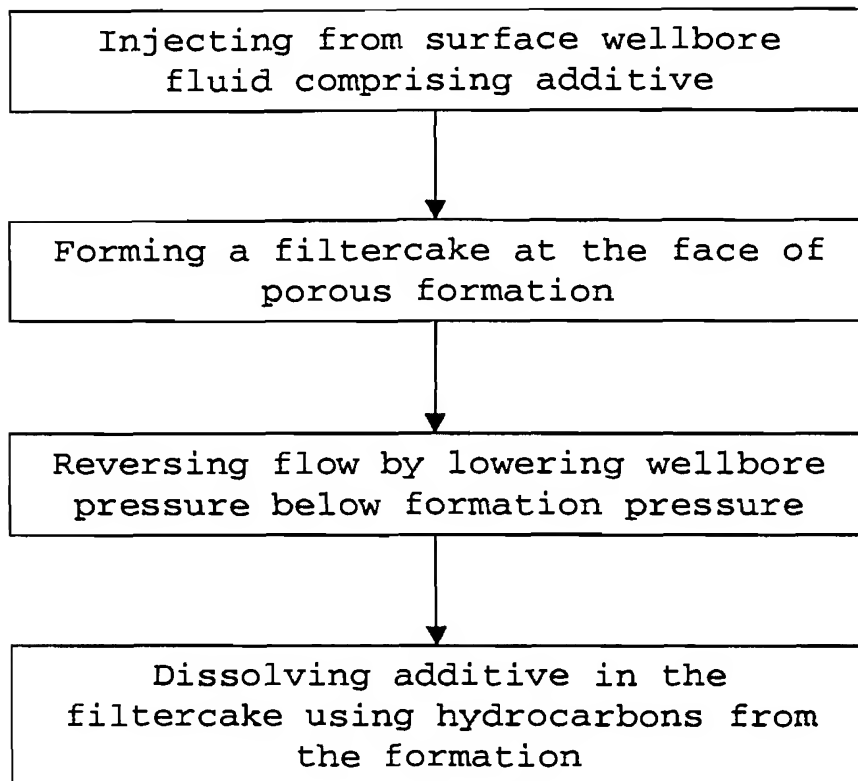 Injecting from surface wellbore
fluid comprising additive
Forming a filtercake at the face of
porous formation
Reversing flow by lowering wellbore
pressure below formation pressure
Dissolving additive in the
filtercake using hydrocarbons from
the formation